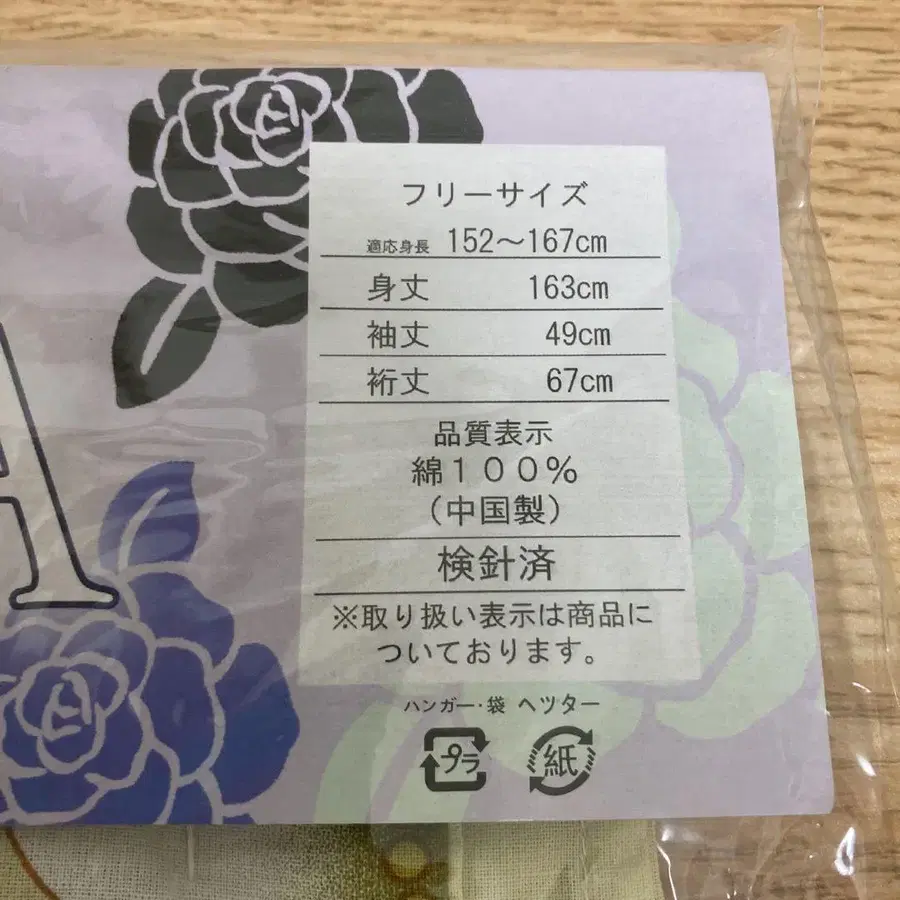 A
フリーサイズ
適応身長 152～167cm
身丈 163cm
袖丈 49cm
裄丈 67cm
品質表示
綿１００％
（中国製）
検針済
※取り扱い表示は商品に
ついております。
ハンガー・袋 ヘツター
プラ 紙